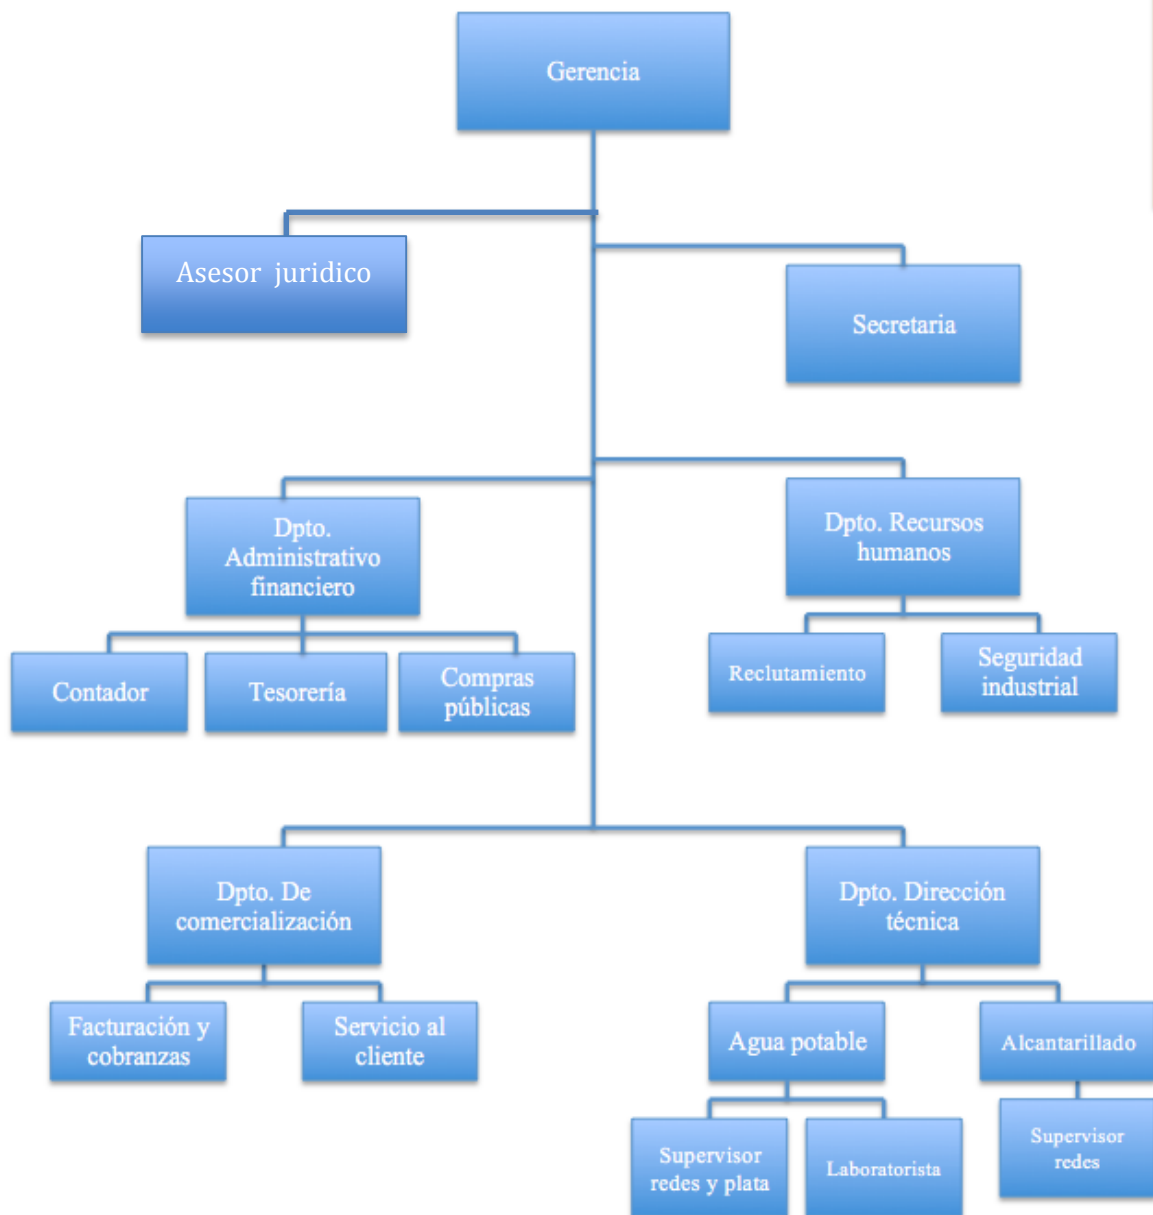 Gerencia
Asesor juridico
Secretaria
Dpto.
Administrativo
financiero
Dpto. Recursos
humanos
Contador
Tesorería
Compras
públicas
Reclutamiento
Seguridad
industrial
Dpto. De
comercialización
Dpto. Dirección
técnica
Facturación y
cobranzas
Servicio al
cliente
Agua potable
Alcantarillado
Supervisor
redes y plata
Laboratorista
Supervisor
redes